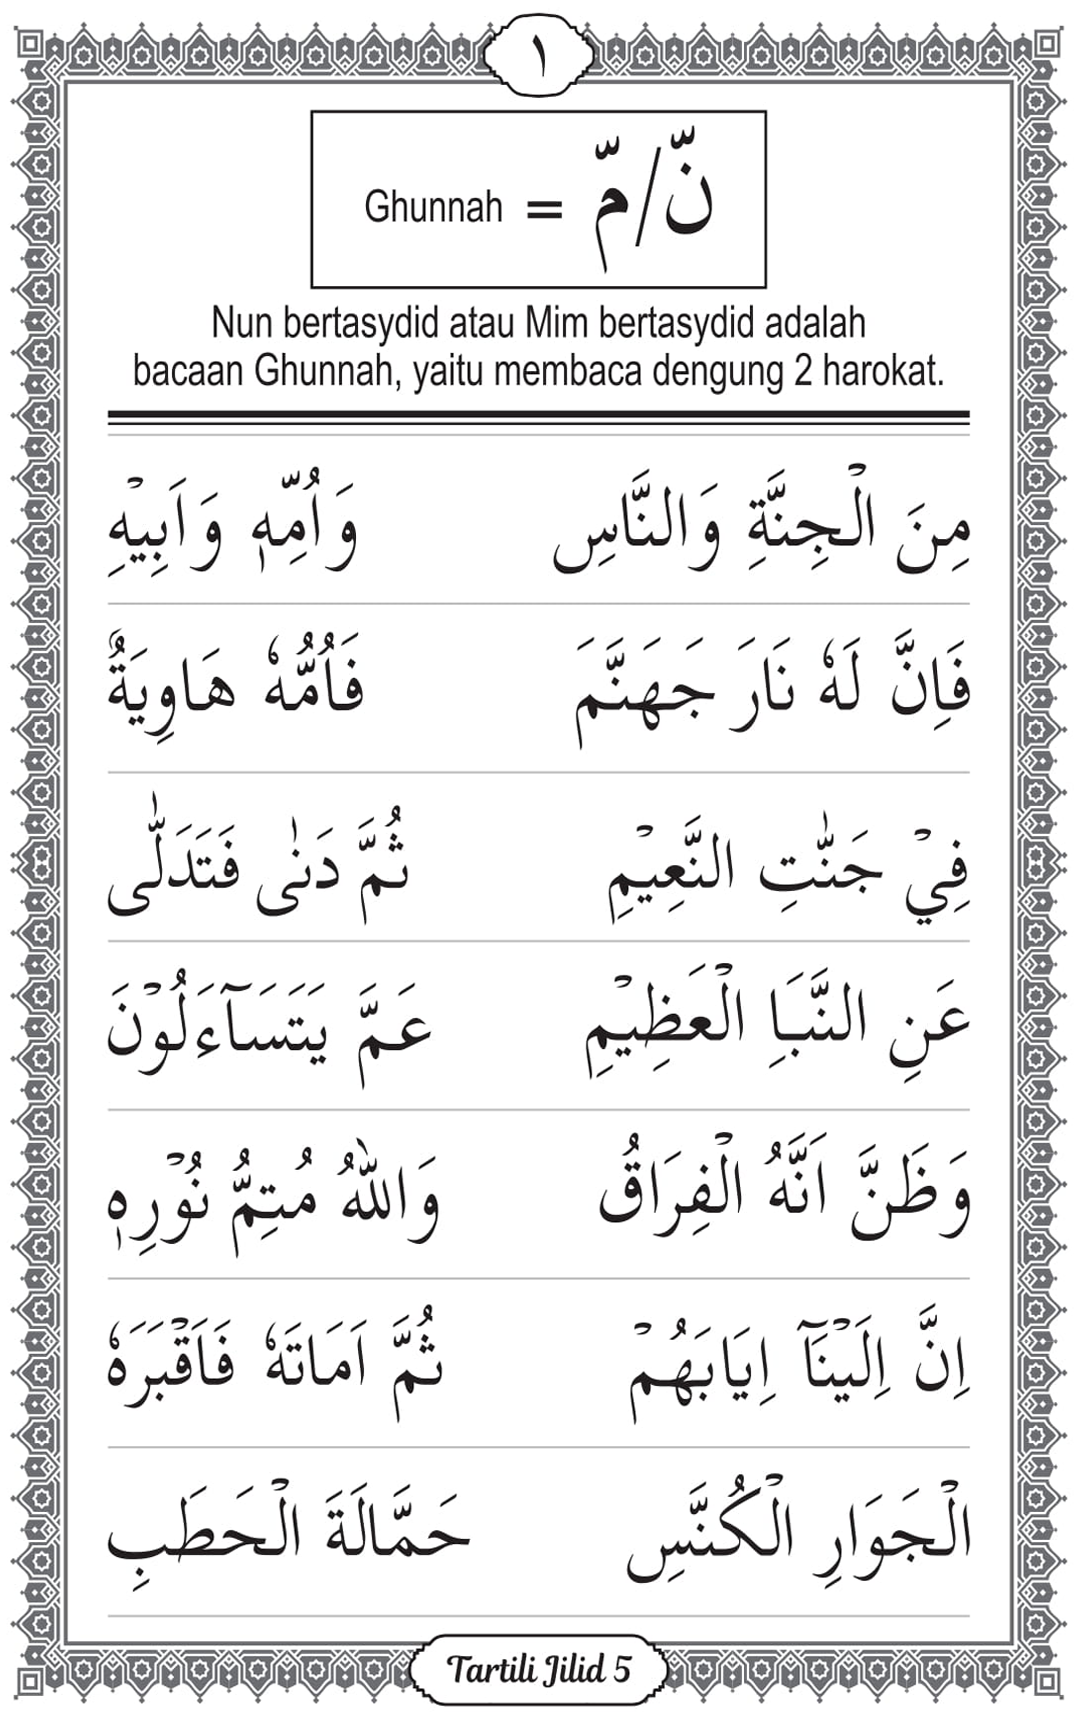 ١
نّ/مّ = Ghunnah
Nun bertasydid atau Mim bertasydid adalah
bacaan Ghunnah, yaitu membaca dengung 2 harokat.
مِنَ الْجِنَّةِ وَالنَّاسِ وَاُمِّهٖ وَاَبِيْهِ
فَاِنَّ لَهٗ نَارَ جَهَنَّمَ فَاُمُّهٗ هَاوِيَةٌ
فِيْ جَنّٰتِ النَّعِيْمِ ثُمَّ دَنٰى فَتَدَلّٰى
عَنِ النَّبَاِ الْعَظِيْمِ عَمَّ يَتَسَآءَلُوْنَ
وَظَنَّ اَنَّهُ الْفِرَاقُ وَاللّٰهُ مُتِمُّ نُوْرِهٖ
اِنَّ اِلَيْنَآ اِيَابَهُمْ ثُمَّ اَمَاتَهٗ فَاَقْبَرَهٗ
الْجَوَارِ الْكُنَّسِ حَمَّالَةَ الْحَطَبِ
Tartili Jilid 5